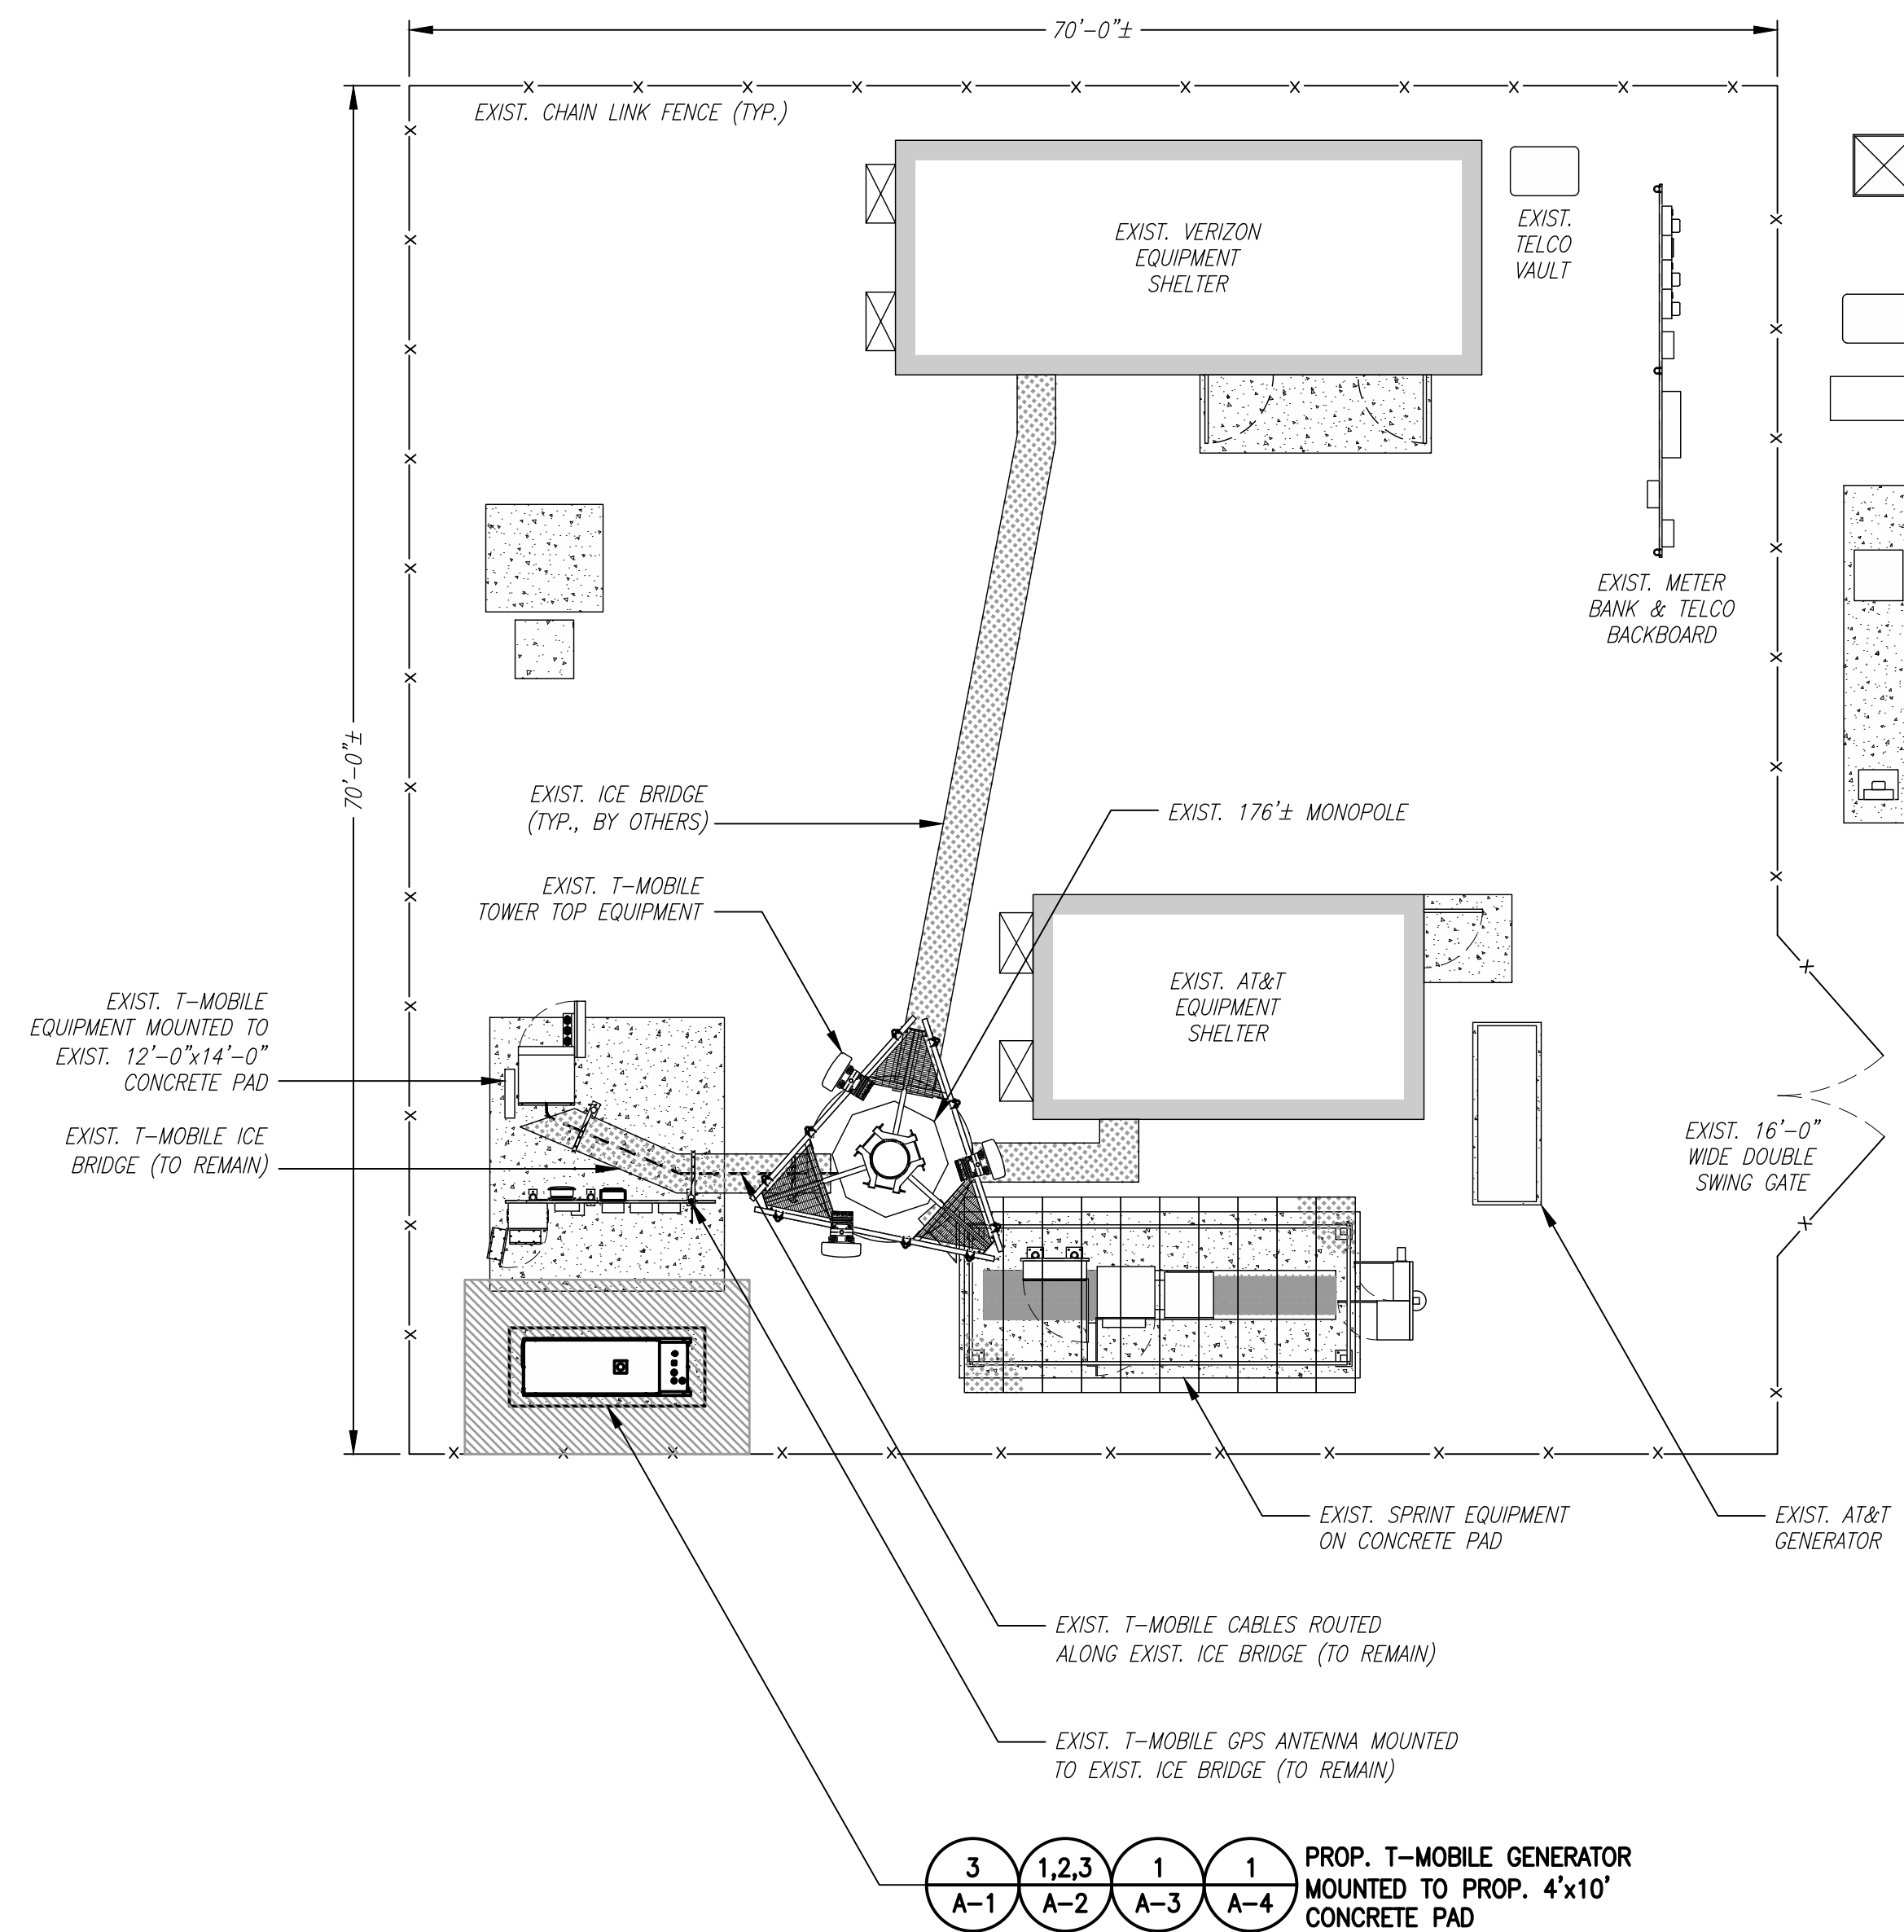 70'-0"±
EXIST. CHAIN LINK FENCE (TYP.)
EXIST. VERIZON
EQUIPMENT
SHELTER
EXIST.
TELCO
VAULT
EXIST. METER
BANK & TELCO
BACKBOARD
70'-0"±
EXIST. ICE BRIDGE
(TYP., BY OTHERS)
EXIST. 176'± MONOPOLE
EXIST. T-MOBILE
TOWER TOP EQUIPMENT
EXIST. AT&T
EQUIPMENT
SHELTER
EXIST. T-MOBILE
EQUIPMENT MOUNTED TO
EXIST. 12'-0"x14'-0"
CONCRETE PAD
EXIST. T-MOBILE ICE
BRIDGE (TO REMAIN)
EXIST. 16'-0"
WIDE DOUBLE
SWING GATE
EXIST. SPRINT EQUIPMENT
ON CONCRETE PAD
EXIST. AT&T
GENERATOR
EXIST. T-MOBILE CABLES ROUTED
ALONG EXIST. ICE BRIDGE (TO REMAIN)
EXIST. T-MOBILE GPS ANTENNA MOUNTED
TO EXIST. ICE BRIDGE (TO REMAIN)
3 1,2,3 1 1
A-1 A-2 A-3 A-4
PROP. T-MOBILE GENERATOR
MOUNTED TO PROP. 4'x10'
CONCRETE PAD